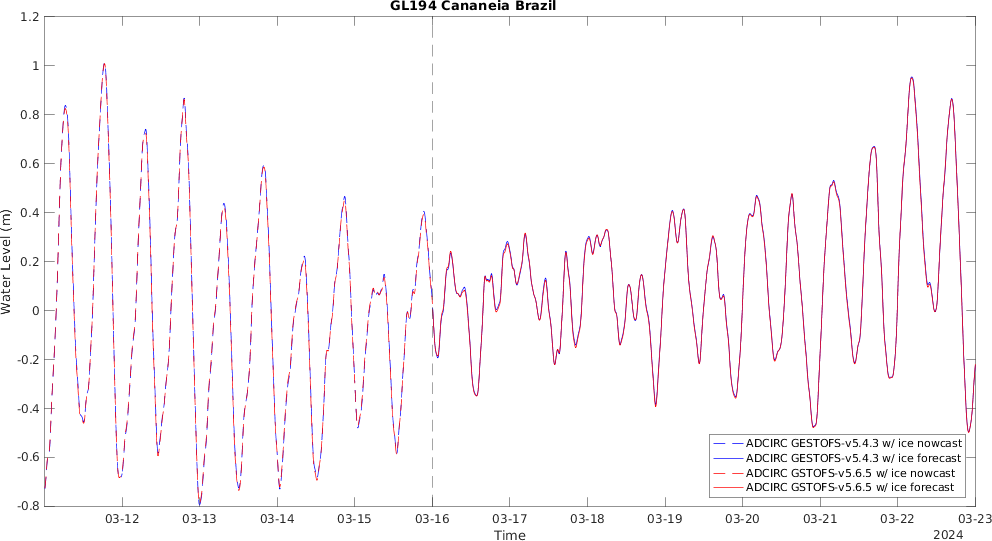 GL194 Cananeia Brazil
1.2
1
0.8
0.6
0.4
0.2
0
-0.2
-0.4
-0.6
-0.8
Water Level (m)
ADCIRC GESTOFS-v5.4.3 w/ ice nowcast
ADCIRC GESTOFS-v5.4.3 w/ ice forecast
ADCIRC GSTOFS-v5.6.5 w/ ice nowcast
ADCIRC GSTOFS-v5.6.5 w/ ice forecast
03-12 03-13 03-14 03-15 03-16 03-17 03-18 03-19 03-20 03-21 03-22 03-23
Time
2024